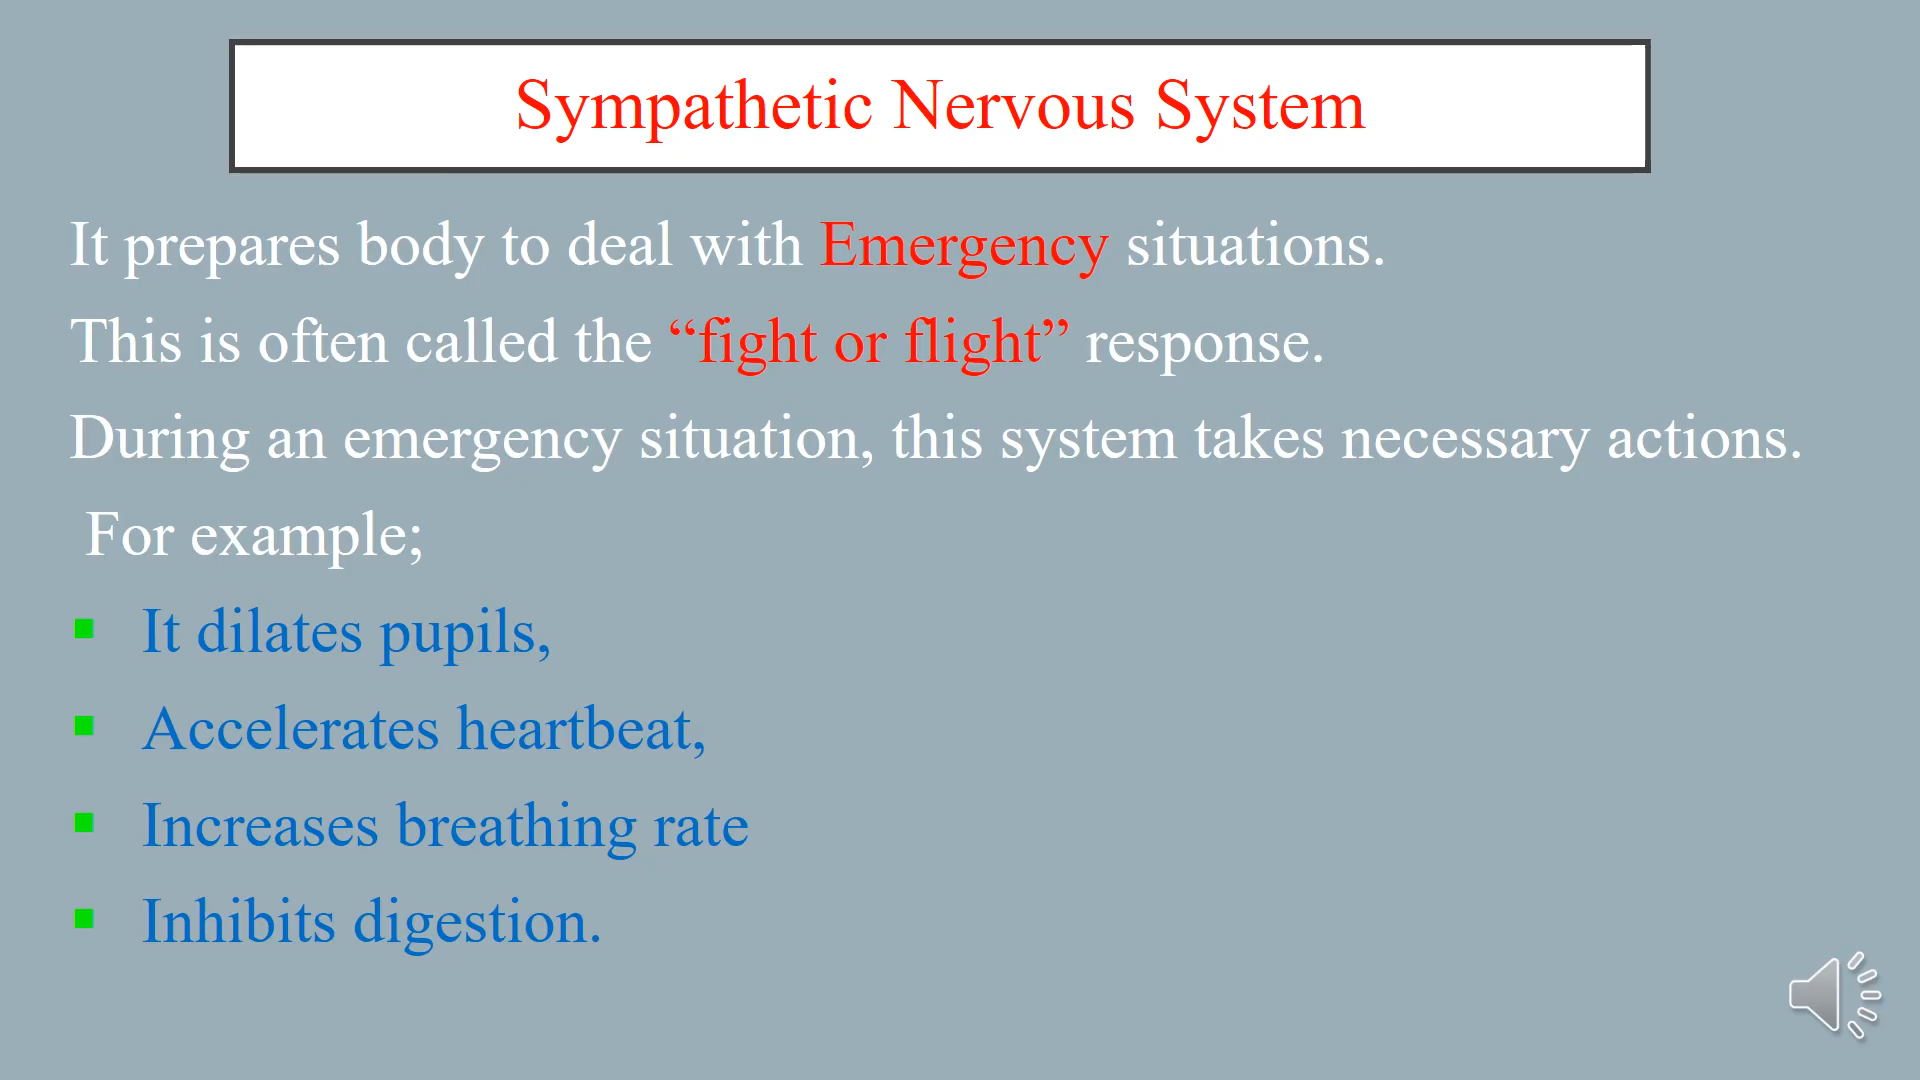 Sympathetic Nervous System
It prepares body to deal with Emergency situations.
This is often called the “fight or flight” response.
During an emergency situation, this system takes necessary actions.
For example;
▪ It dilates pupils,
▪ Accelerates heartbeat,
▪ Increases breathing rate
▪ Inhibits digestion.